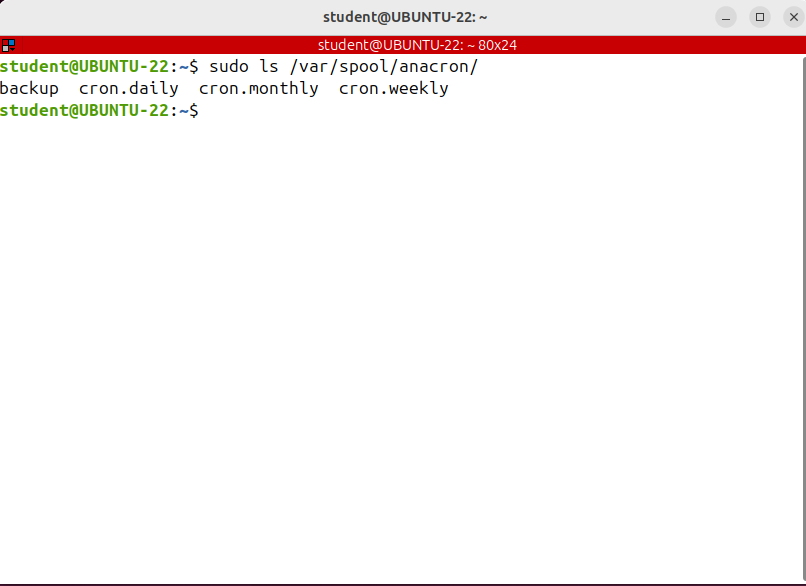 student@UBUNTU-22: ~
student@UBUNTU-22: ~ 80x24
student@UBUNTU-22:~$ sudo ls /var/spool/anacron/
backup  cron.daily  cron.monthly  cron.weekly
student@UBUNTU-22:~$